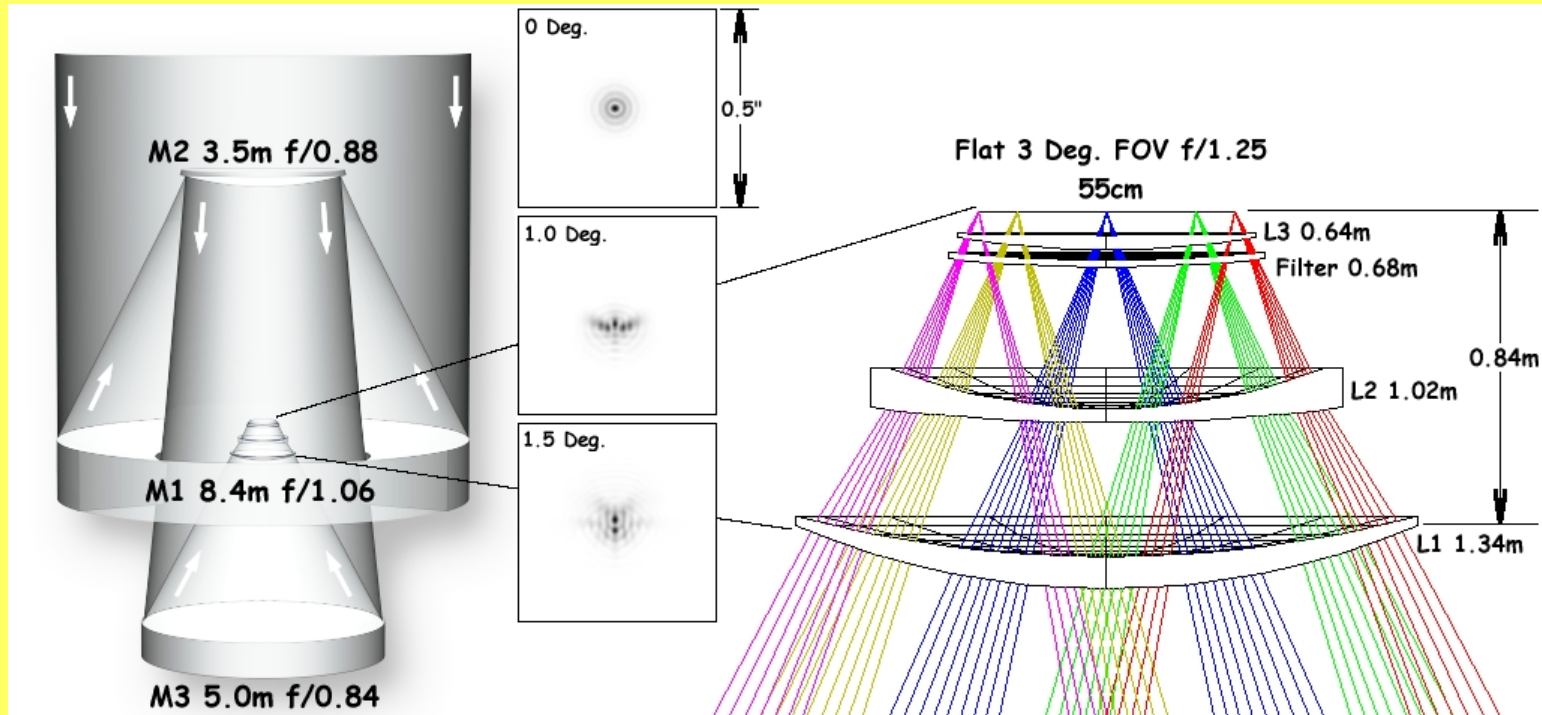 M2 3.5m f/0.88
M1 8.4m f/1.06
M3 5.0m f/0.84
0 Deg.
0.5"
1.0 Deg.
1.5 Deg.
Flat 3 Deg. FOV f/1.25
55cm
L3 0.64m
Filter 0.68m
0.84m
L2 1.02m
L1 1.34m